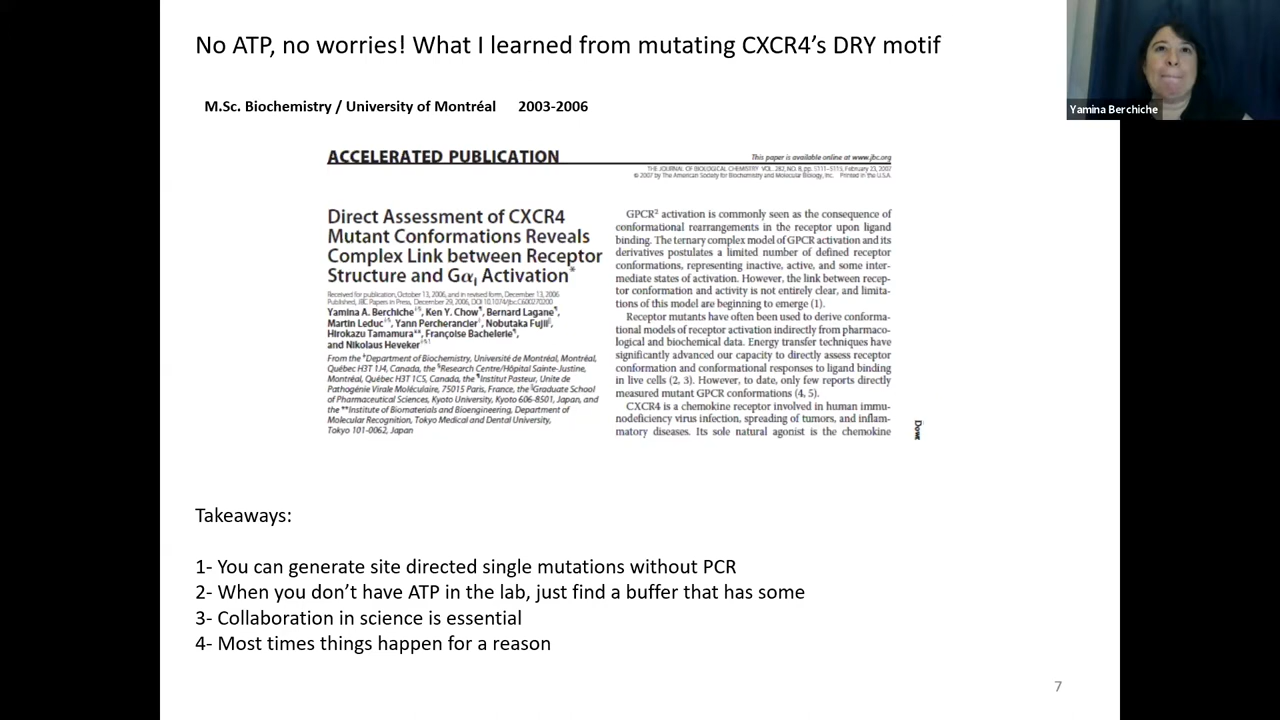 No ATP, no worries! What I learned from mutating CXCR4's DRY motif
Yamina Berchiche
M.Sc. Biochemistry / University of Montréal 2003-2006
ACCELERATED PUBLICATION
This paper is available online at www.jbc.org
THE JOURNAL OF BIOLOGICAL CHEMISTRY VOL. 282, NO. 8, pp. 5111–5115, February 23, 2007
© 2007 by The American Society for Biochemistry and Molecular Biology, Inc. Printed in the U.S.A.
Direct Assessment of CXCR4
Mutant Conformations Reveals
Complex Link between Receptor
Structure and Gαi Activation*
Received for publication, October 13, 2006, and in revised form, December 13, 2006
Published, JBC Papers in Press, December 29, 2006, DOI 10.1074/jbc.C600270200
Yamina A. Berchiche, Ken Y. Chow, Bernard Lagane,
Martin Leduc, Yann Percherancier, Nobutaka Fujii,
Hirokazu Tamamura**, Françoise Bachelerie,
and Nikolaus Heveker
From the Department of Biochemistry, Université de Montréal, Montréal,
Québec H3T 1J4, Canada, the Research Centre/Hôpital Sainte-Justine,
Montréal, Québec H3T 1C5, Canada, the Institut Pasteur, Unite de
Pathogénie Virale Moléculaire, 75015 Paris, France, the Graduate School
of Pharmaceutical Sciences, Kyoto University, Kyoto 606-8501, Japan, and
the **Institute of Biomaterials and Bioengineering, Department of
Molecular Recognition, Tokyo Medical and Dental University,
Tokyo 101-0062, Japan
GPCR² activation is commonly seen as the consequence of
conformational rearrangements in the receptor upon ligand
binding. The ternary complex model of GPCR activation and its
derivatives postulates a limited number of defined receptor
conformations, representing inactive, active, and some inter-
mediate states of activation. However, the link between recep-
tor conformation and activity is not entirely clear, and limita-
tions of this model are beginning to emerge (1).
Receptor mutants have often been used to derive conforma-
tional models of receptor activation indirectly from pharmaco-
logical and biochemical data. Energy transfer techniques have
significantly advanced our capacity to directly assess receptor
conformation and conformational responses to ligand binding
in live cells (2, 3). However, to date, only few reports directly
measured mutant GPCR conformations (4, 5).
CXCR4 is a chemokine receptor involved in human immu-
nodeficiency virus infection, spreading of tumors, and inflam-
matory diseases. Its sole natural agonist is the chemokine
Dow
Takeaways:
1- You can generate site directed single mutations without PCR
2- When you don't have ATP in the lab, just find a buffer that has some
3- Collaboration in science is essential
4- Most times things happen for a reason
7